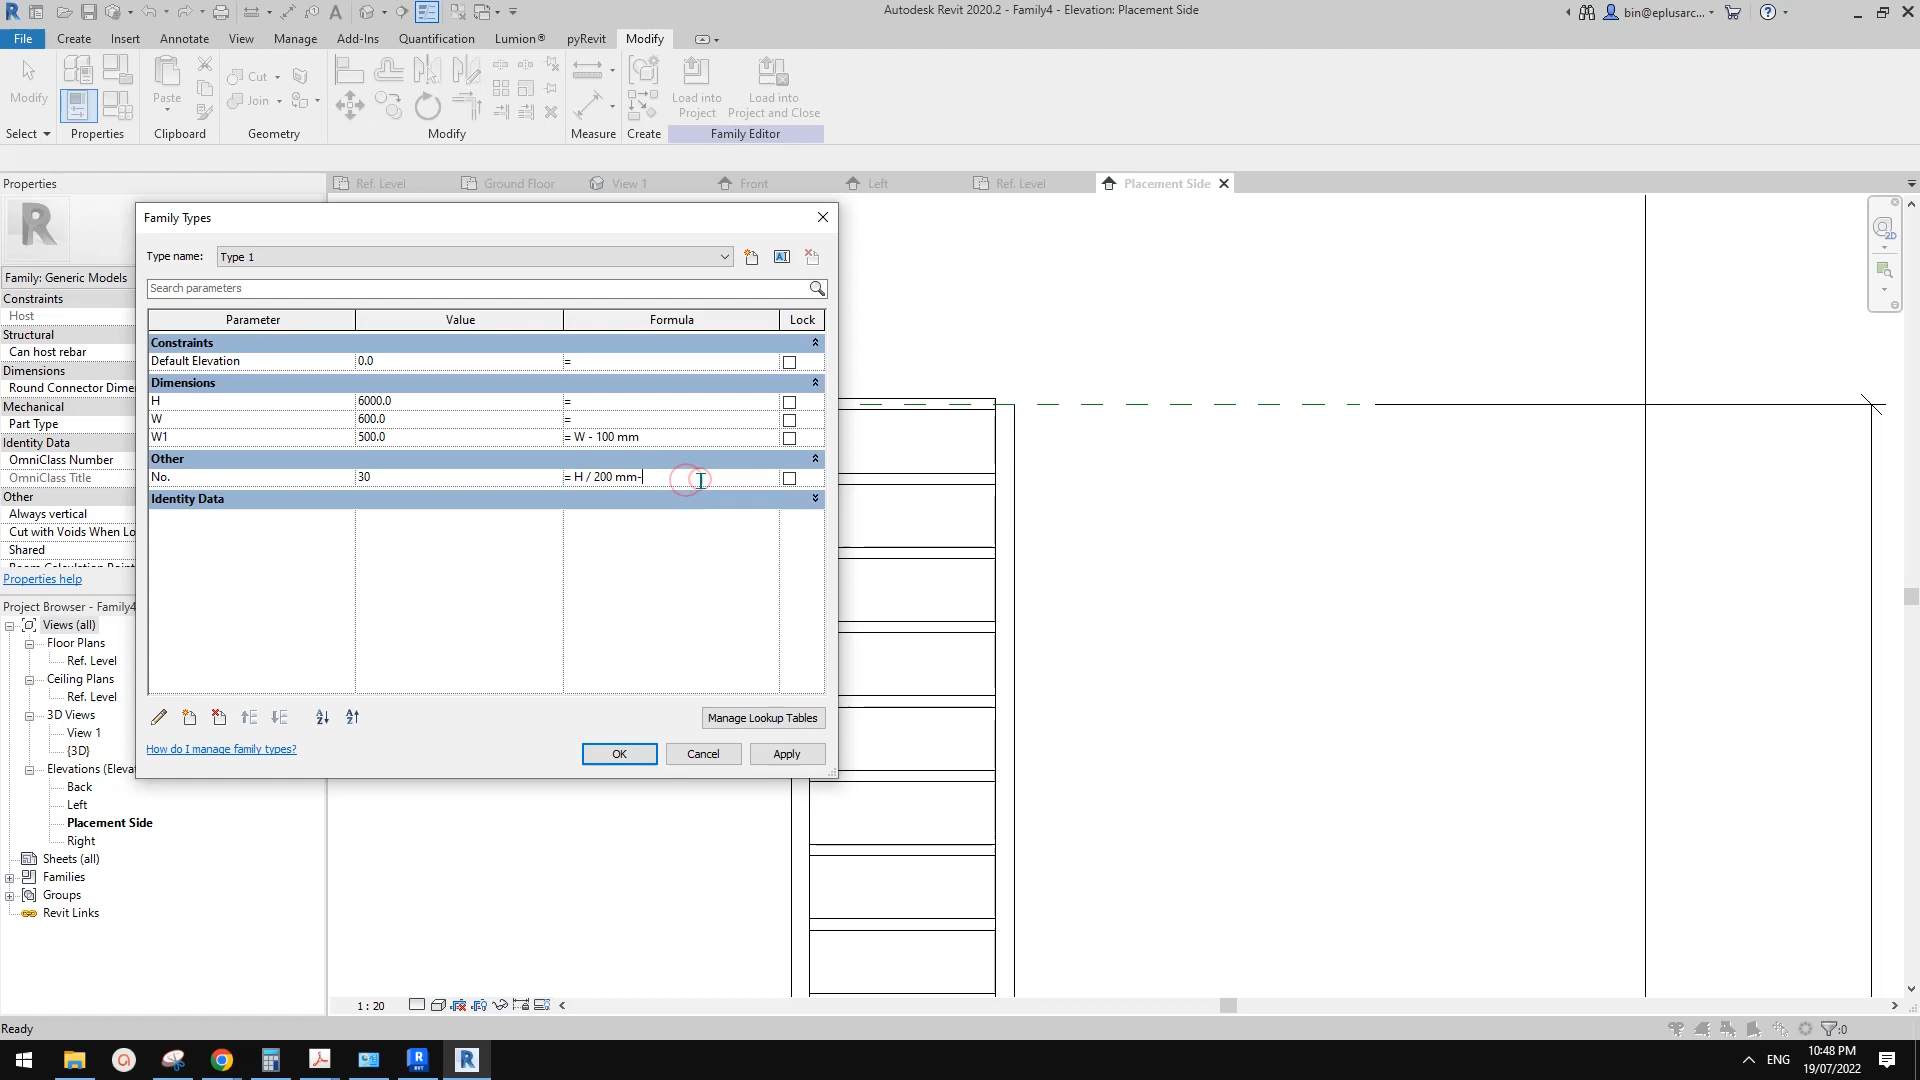 Autodesk Revit 2020.2 - Family4 - Elevation: Placement Side
bin@eplusarc...
File Create Insert Annotate View Manage Add-Ins Quantification Lumion® pyRevit Modify
Modify
Paste
Cut
Join
Load into
Project
Load into
Project and Close
Select Properties Clipboard Geometry Modify Measure Create Family Editor
Properties
Ref. Level Ground Floor View 1 Front Left Ref. Level Placement Side
Family: Generic Models
Constraints
Host
Structural
Can host rebar
Dimensions
Round Connector Dimer
Mechanical
Part Type
Identity Data
OmniClass Number
OmniClass Title
Other
Always vertical
Cut with Voids When Lo
Shared
Properties help
Family Types
Type name: Type 1
Search parameters
Parameter Value Formula Lock
Constraints
Default Elevation 0.0 =
Dimensions
H 6000.0 =
W 600.0 =
W1 500.0 = W - 100 mm
Other
No. 30 = H / 200 mm-
Identity Data
Manage Lookup Tables
How do I manage family types?
OK Cancel Apply
Project Browser - Family4
Views (all)
Floor Plans
Ref. Level
Ceiling Plans
Ref. Level
3D Views
View 1
{3D}
Elevations (Eleva
Back
Left
Placement Side
Right
Sheets (all)
Families
Groups
Revit Links
1 : 20
Ready
:0
ENG
10:48 PM
19/07/2022